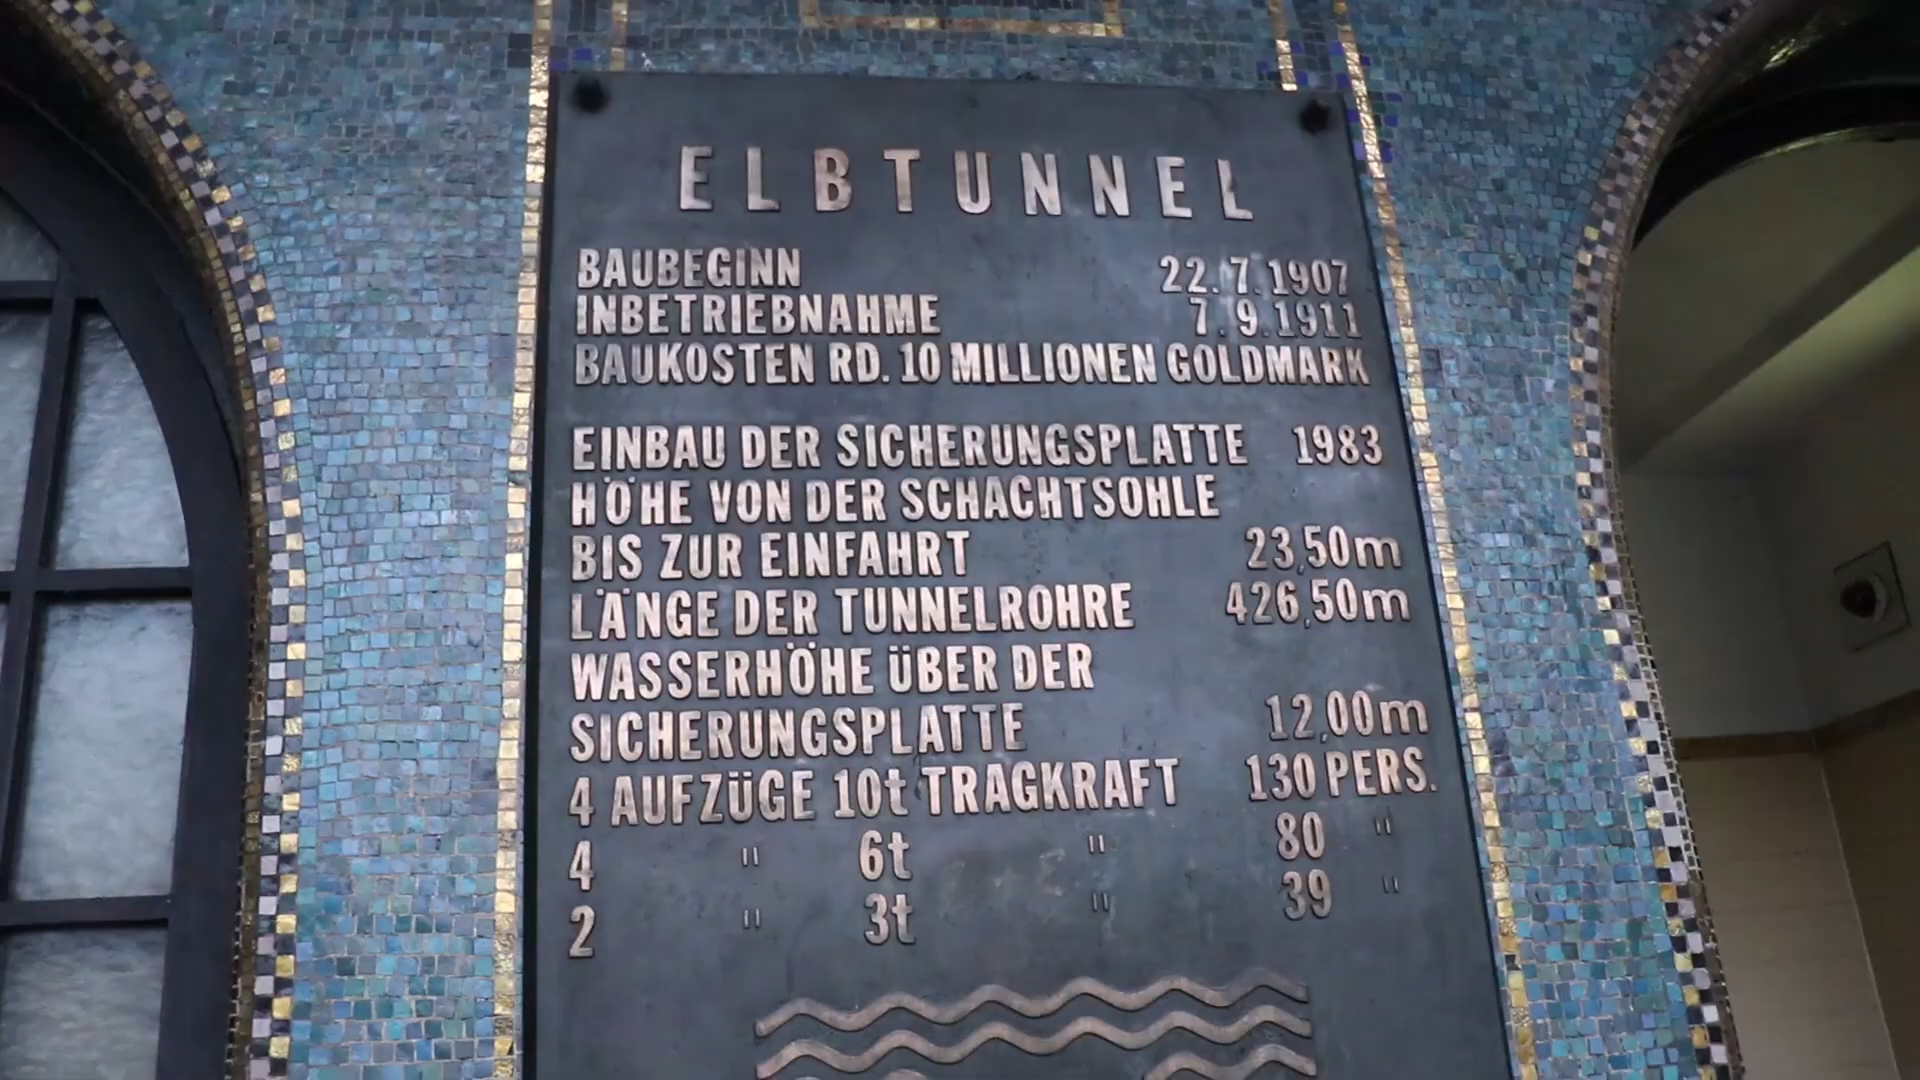 ELBTUNNEL
BAUBEGINN 22.7.1907
INBETRIEBNAHME 7.9.1911
BAUKOSTEN RD. 10 MILLIONEN GOLDMARK
EINBAU DER SICHERUNGSPLATTE 1983
HÖHE VON DER SCHACHTSOHLE
BIS ZUR EINFAHRT 23,50m
LÄNGE DER TUNNELROHRE 426,50m
WASSERHÖHE ÜBER DER
SICHERUNGSPLATTE 12,00m
4 AUFZÜGE 10t TRAGKRAFT 130 PERS.
4 " 6t " 80 "
2 " 3t " 39 "